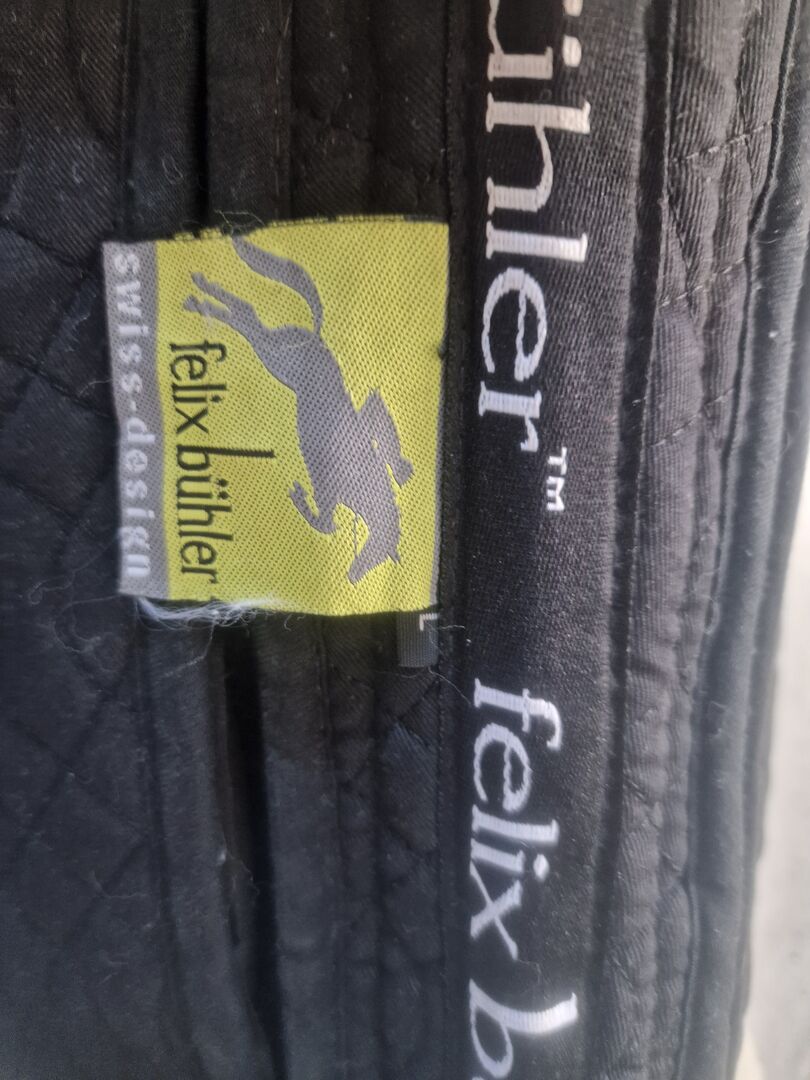 felix bühler
swiss-design
L
ühler™
felix b